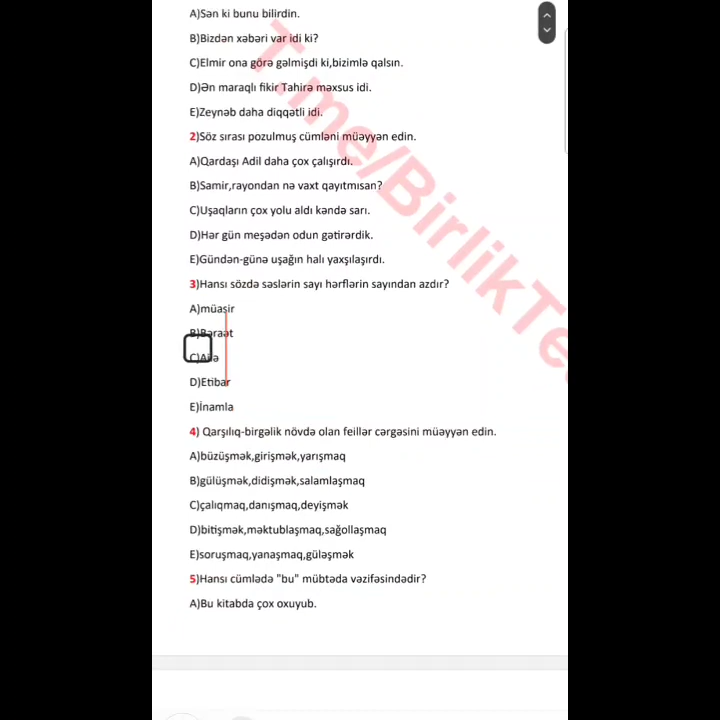 A)Sən ki bunu bilirdin.
B)Bizdən xəbəri var idi ki?
C)Elmir ona görə gəlmişdi ki,bizimlə qalsın.
D)Ən maraqlı fikir Tahirə məxsus idi.
E)Zeynəb daha diqqətli idi.
2)Söz sırası pozulmuş cümləni müəyyən edin.
A)Qardaşı Adil daha çox çalışırdı.
B)Samir,rayondan nə vaxt qayıtmısan?
C)Uşaqların çox yolu aldı kəndə sarı.
D)Hər gün meşədən odun gətirərdik.
E)Gündən-günə uşağın halı yaxşılaşırdı.
3)Hansı sözdə səslərin sayı hərflərin sayından azdır?
A)müasir
B)Bəraət
C)Ailə
D)Etibar
E)İnamla
4) Qarşılıq-birgəlik növdə olan feillər cərgəsini müəyyən edin.
A)büzüşmək,girişmək,yarışmaq
B)gülüşmək,didişmək,salamlaşmaq
C)çalıqmaq,danışmaq,deyişmək
D)bitişmək,məktublaşmaq,sağollaşmaq
E)soruşmaq,yanaşmaq,güləşmək
5)Hansı cümlədə "bu" mübtəda vəzifəsindədir?
A)Bu kitabda çox oxuyub.
T.me/BirlikTe